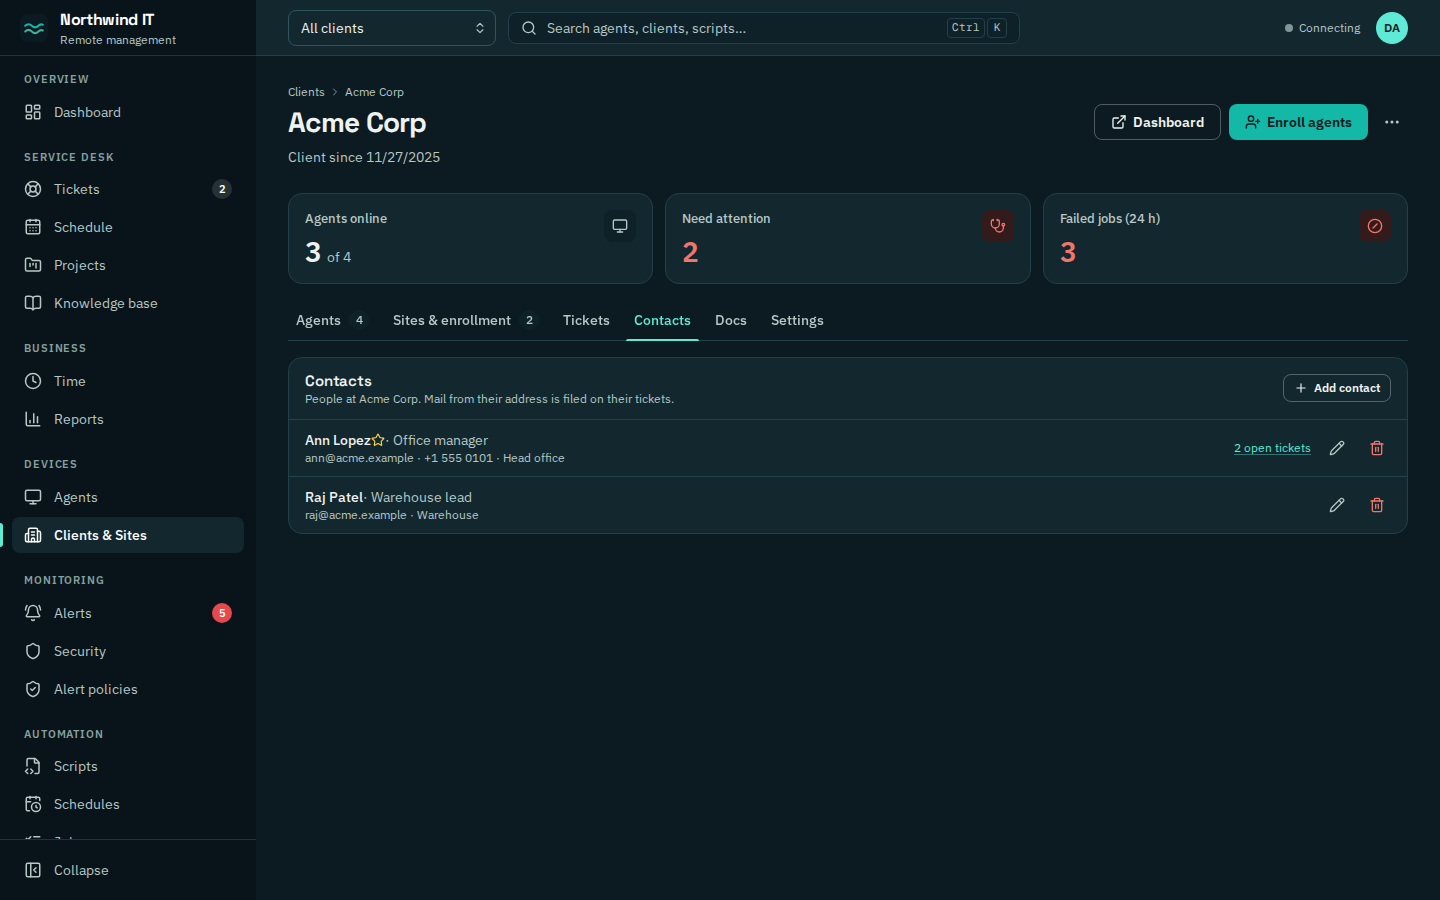 Northwind IT
Remote management
All clients
Search agents, clients, scripts...
Ctrl K
Connecting
DA
OVERVIEW
Dashboard
SERVICE DESK
Tickets 2
Schedule
Projects
Knowledge base
BUSINESS
Time
Reports
DEVICES
Agents
Clients & Sites
MONITORING
Alerts 5
Security
Alert policies
AUTOMATION
Scripts
Schedules
Collapse
Clients > Acme Corp
Acme Corp
Client since 11/27/2025
Dashboard
Enroll agents
Agents online
3 of 4
Need attention
2
Failed jobs (24 h)
3
Agents 4
Sites & enrollment 2
Tickets
Contacts
Docs
Settings
Contacts
People at Acme Corp. Mail from their address is filed on their tickets.
Add contact
Ann Lopez · Office manager
ann@acme.example · +1 555 0101 · Head office
2 open tickets
Raj Patel · Warehouse lead
raj@acme.example · Warehouse